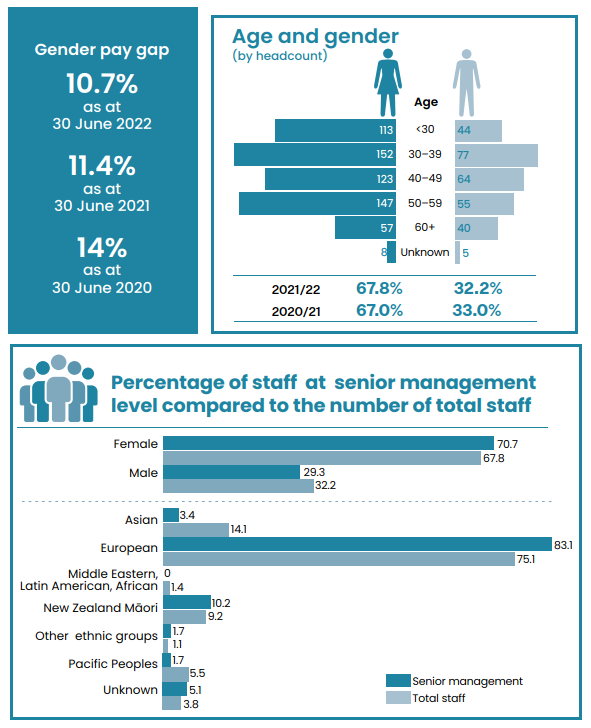 Gender pay gap
10.7%
as at
30 June 2022
11.4%
as at
30 June 2021
14%
as at
30 June 2020
Age and gender
(by headcount)
Age
113 <30 44
152 30–39 77
123 40–49 64
147 50–59 55
57 60+ 40
8 Unknown 5
2021/22 67.8% 32.2%
2020/21 67.0% 33.0%
Percentage of staff at senior management
level compared to the number of total staff
Female 70.7
67.8
Male 29.3
32.2
Asian 3.4
14.1
European 83.1
75.1
Middle Eastern, 0
Latin American, African 1.4
New Zealand Māori 10.2
9.2
Other ethnic groups 1.7
1.1
Pacific Peoples 1.7
5.5
Unknown 5.1
3.8
Senior management
Total staff